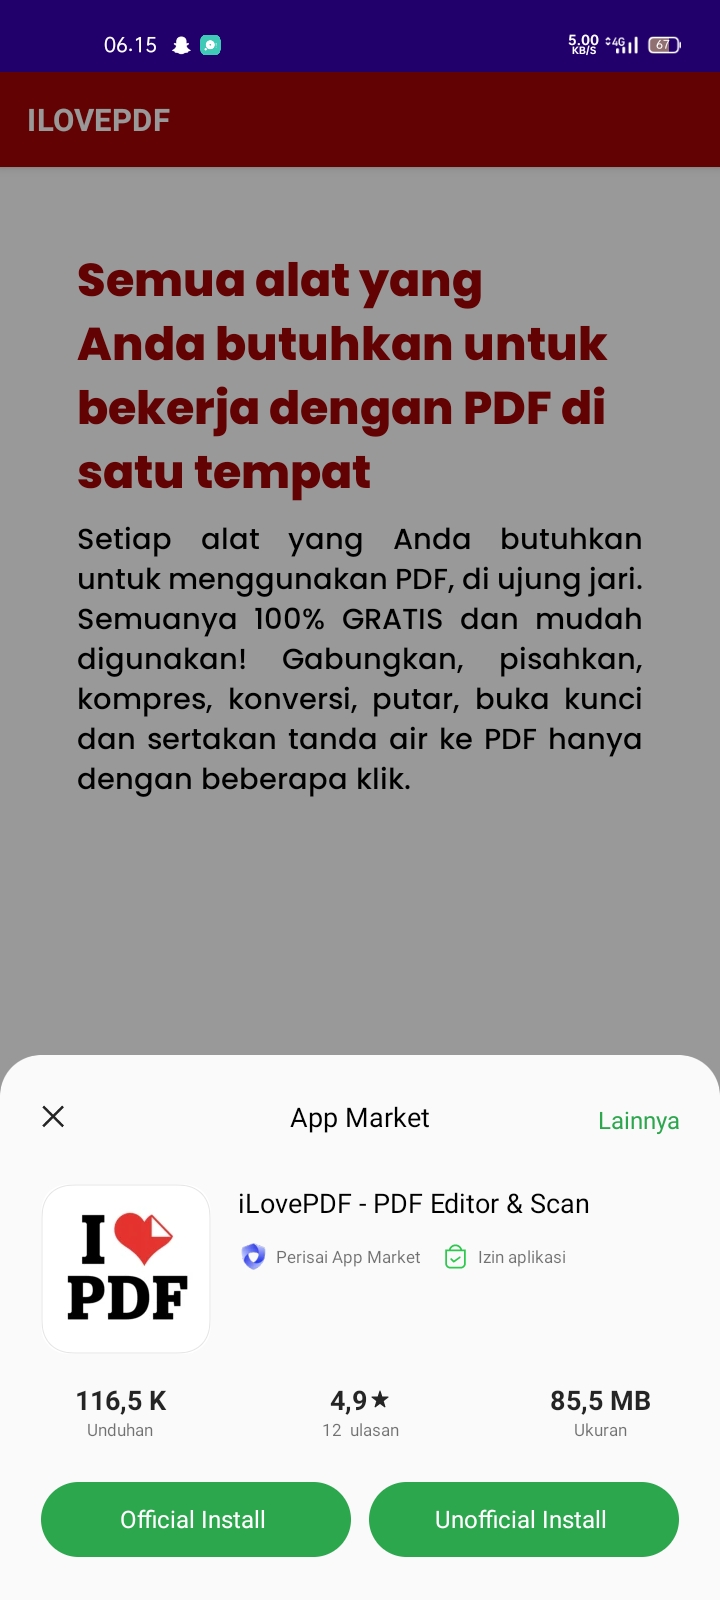 06.15
5.00 KB/S 4G 67
ILOVEPDF
Semua alat yang
Anda butuhkan untuk
bekerja dengan PDF di
satu tempat
Setiap alat yang Anda butuhkan
untuk menggunakan PDF, di ujung jari.
Semuanya 100% GRATIS dan mudah
digunakan! Gabungkan, pisahkan,
kompres, konversi, putar, buka kunci
dan sertakan tanda air ke PDF hanya
dengan beberapa klik.
App Market
Lainnya
I
PDF
iLovePDF - PDF Editor & Scan
Perisai App Market
Izin aplikasi
116,5 K
Unduhan
4,9★
12 ulasan
85,5 MB
Ukuran
Official Install
Unofficial Install